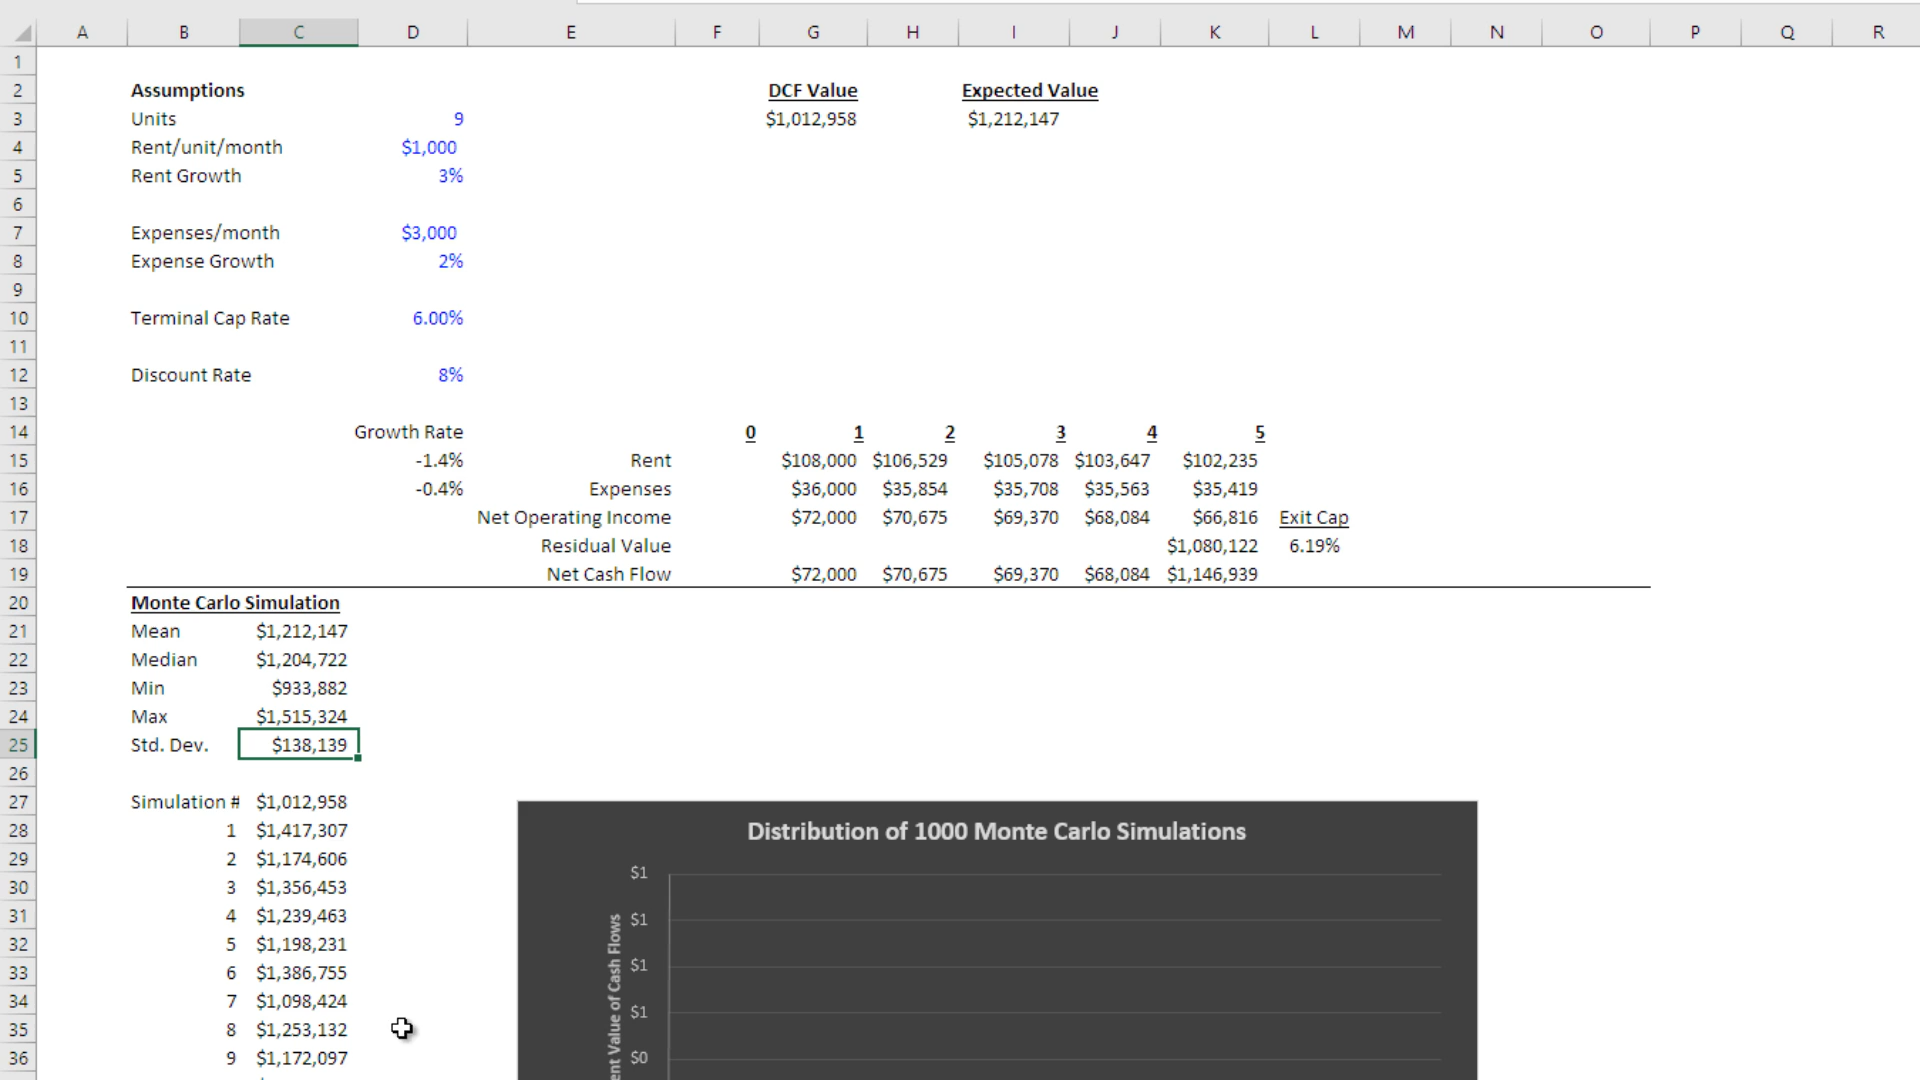 A B C D E F G H I J K L M N O P Q R
1
2 Assumptions DCF Value Expected Value
3 Units 9 $1,012,958 $1,212,147
4 Rent/unit/month $1,000
5 Rent Growth 3%
6
7 Expenses/month $3,000
8 Expense Growth 2%
9
10 Terminal Cap Rate 6.00%
11
12 Discount Rate 8%
13
14 Growth Rate 0 1 2 3 4 5
15 -1.4% Rent $108,000 $106,529 $105,078 $103,647 $102,235
16 -0.4% Expenses $36,000 $35,854 $35,708 $35,563 $35,419
17 Net Operating Income $72,000 $70,675 $69,370 $68,084 $66,816 Exit Cap
18 Residual Value $1,080,122 6.19%
19 Net Cash Flow $72,000 $70,675 $69,370 $68,084 $1,146,939
20 Monte Carlo Simulation
21 Mean $1,212,147
22 Median $1,204,722
23 Min $933,882
24 Max $1,515,324
25 Std. Dev. $138,139
26
27 Simulation # $1,012,958
28 1 $1,417,307
29 2 $1,174,606
30 3 $1,356,453
31 4 $1,239,463
32 5 $1,198,231
33 6 $1,386,755
34 7 $1,098,424
35 8 $1,253,132
36 9 $1,172,097
Distribution of 1000 Monte Carlo Simulations
$1
$1
$1
$1
$0
ent Value of Cash Flows